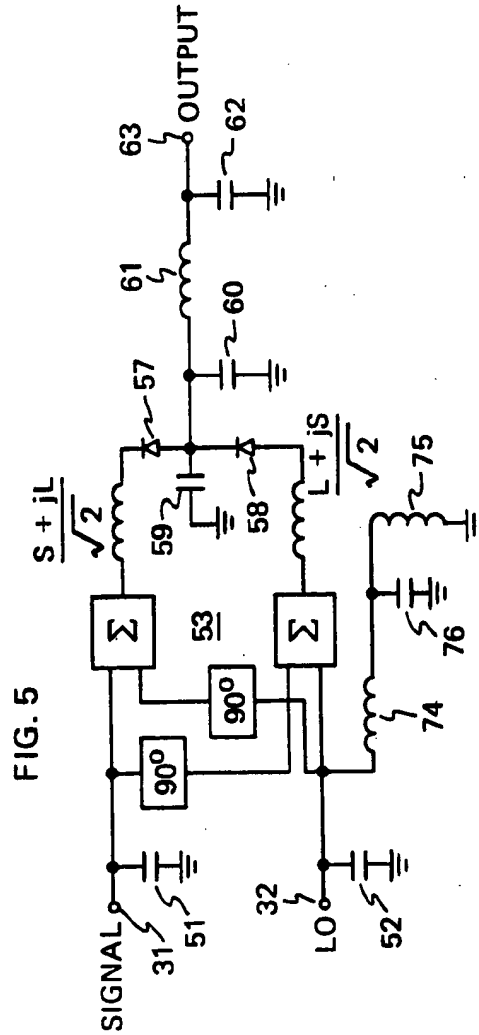 FIG. 5
SIGNAL
31
51
90°
90°
Σ
53
Σ
S + jL
√2
57
59
58
L + jS
√2
60
61
62
63
OUTPUT
LO
32
52
74
76
75